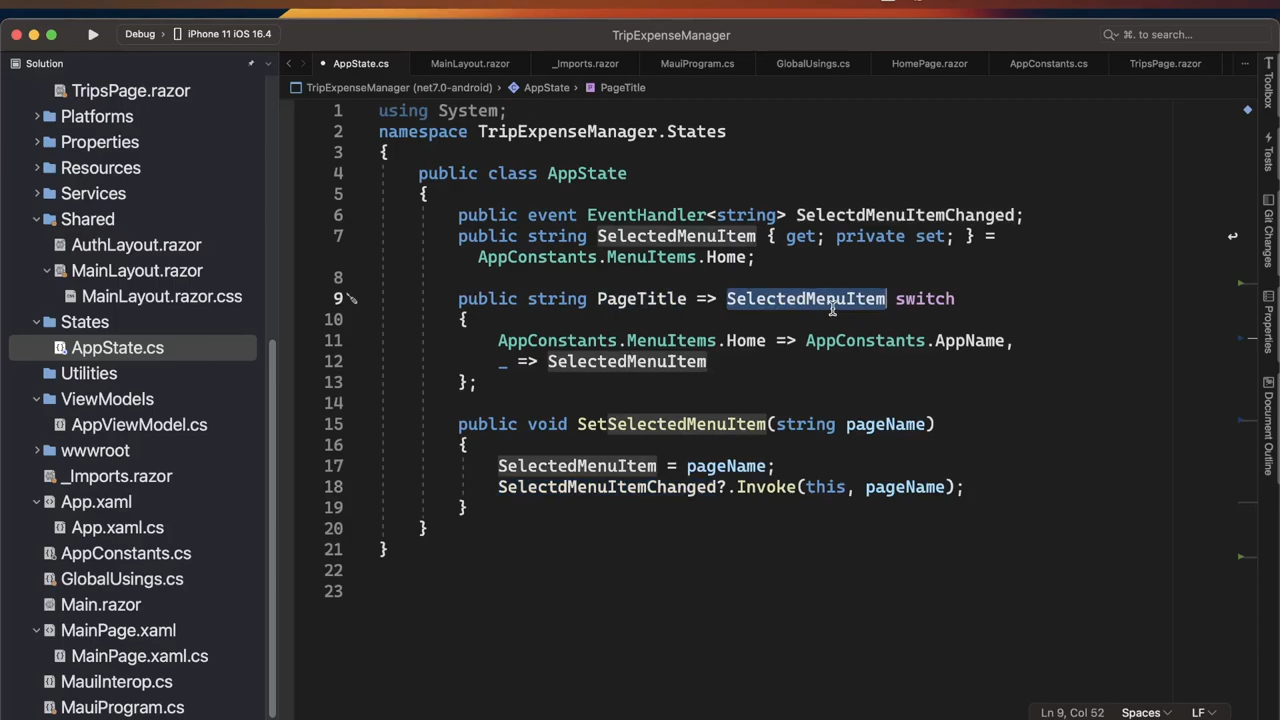 Debug
iPhone 11 iOS 16.4
TripExpenseManager
⌘. to search...
Solution
AppState.cs
MainLayout.razor
_Imports.razor
MauiProgram.cs
GlobalUsings.cs
HomePage.razor
AppConstants.cs
TripsPage.razor
TripExpenseManager (net7.0-android)
AppState
PageTitle
TripsPage.razor
Platforms
Properties
Resources
Services
Shared
AuthLayout.razor
MainLayout.razor
MainLayout.razor.css
States
AppState.cs
Utilities
ViewModels
AppViewModel.cs
wwwroot
_Imports.razor
App.xaml
App.xaml.cs
AppConstants.cs
GlobalUsings.cs
Main.razor
MainPage.xaml
MainPage.xaml.cs
MauiInterop.cs
MauiProgram.cs
1 using System;
2 namespace TripExpenseManager.States
3 {
4 public class AppState
5 {
6 public event EventHandler<string> SelectdMenuItemChanged;
7 public string SelectedMenuItem { get; private set; } =
AppConstants.MenuItems.Home;
8
9 public string PageTitle => SelectedMenuItem switch
10 {
11 AppConstants.MenuItems.Home => AppConstants.AppName,
12 _ => SelectedMenuItem
13 };
14
15 public void SetSelectedMenuItem(string pageName)
16 {
17 SelectedMenuItem = pageName;
18 SelectdMenuItemChanged?.Invoke(this, pageName);
19 }
20 }
21 }
22
23
Toolbox
Tests
Git Changes
Properties
Document Outline
Ln 9, Col 52
Spaces
LF